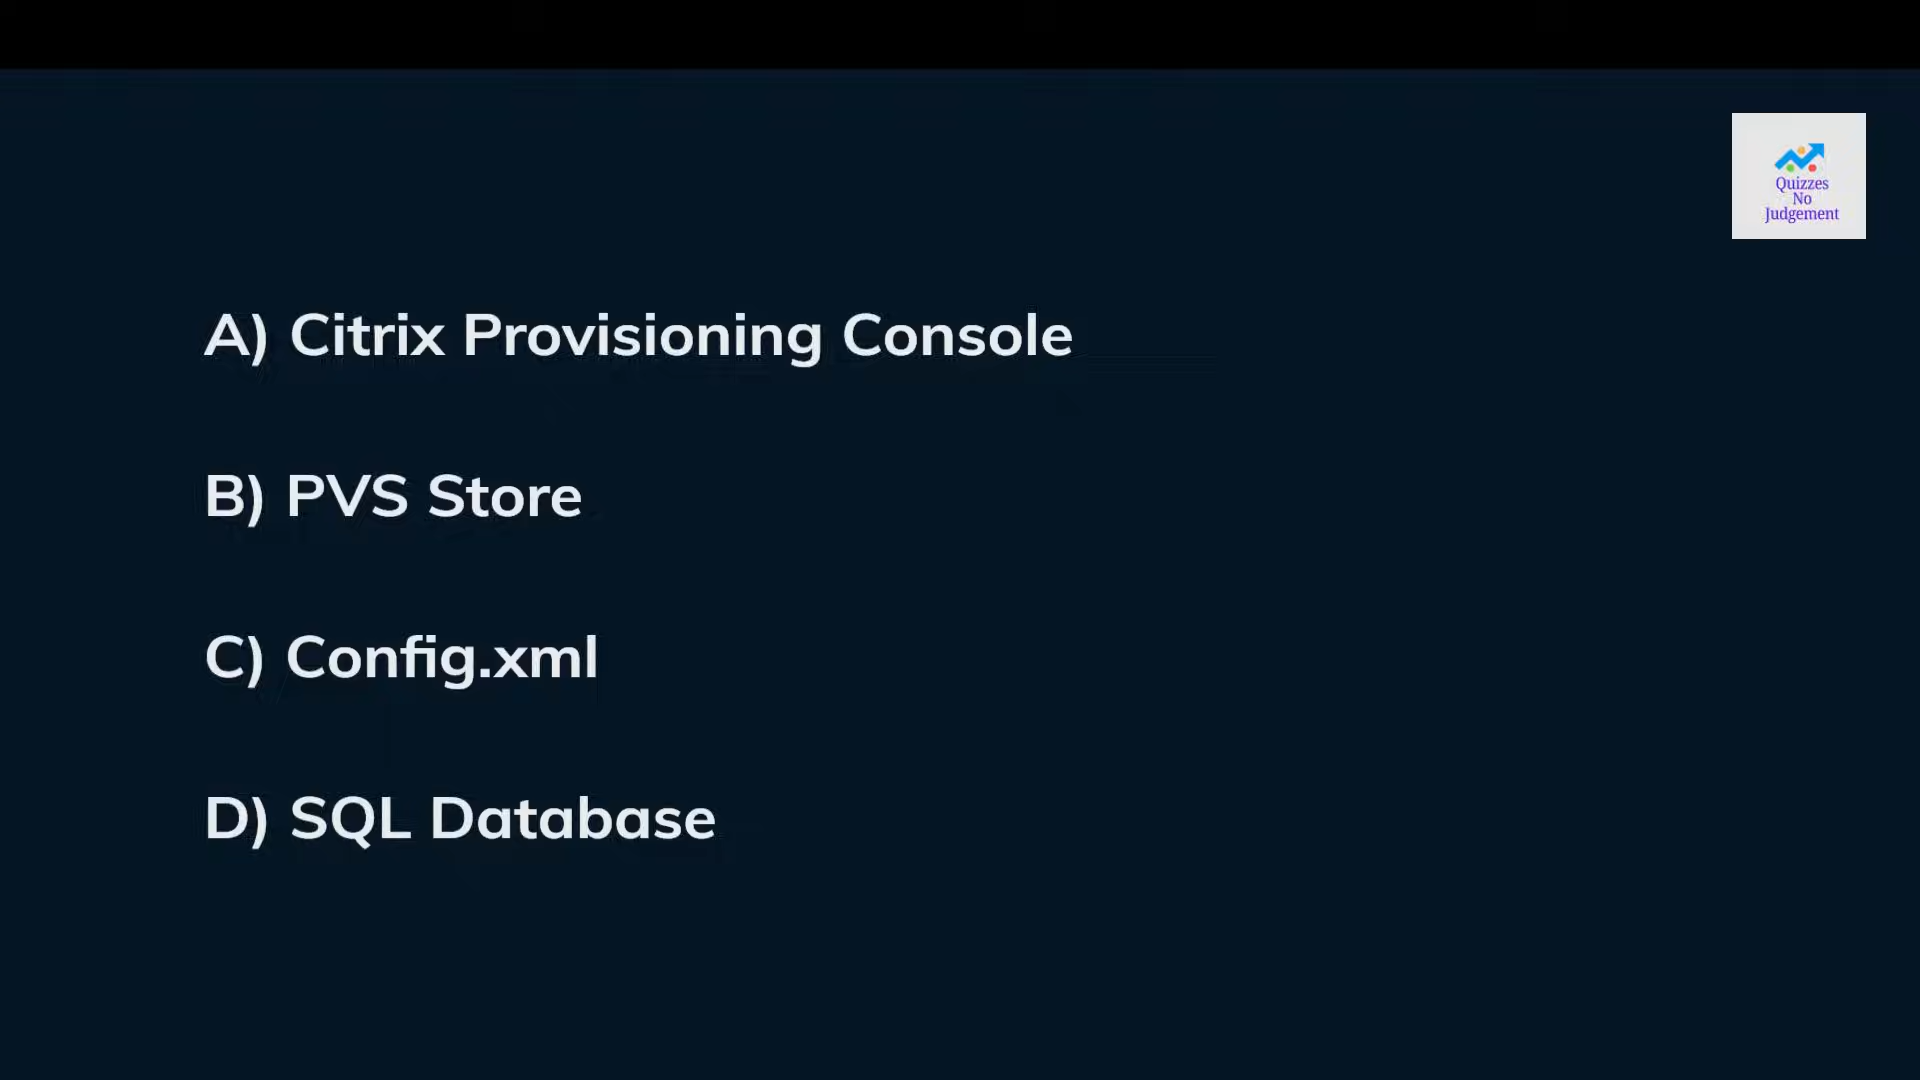 Quizzes
No
Judgement
A) Citrix Provisioning Console
B) PVS Store
C) Config.xml
D) SQL Database